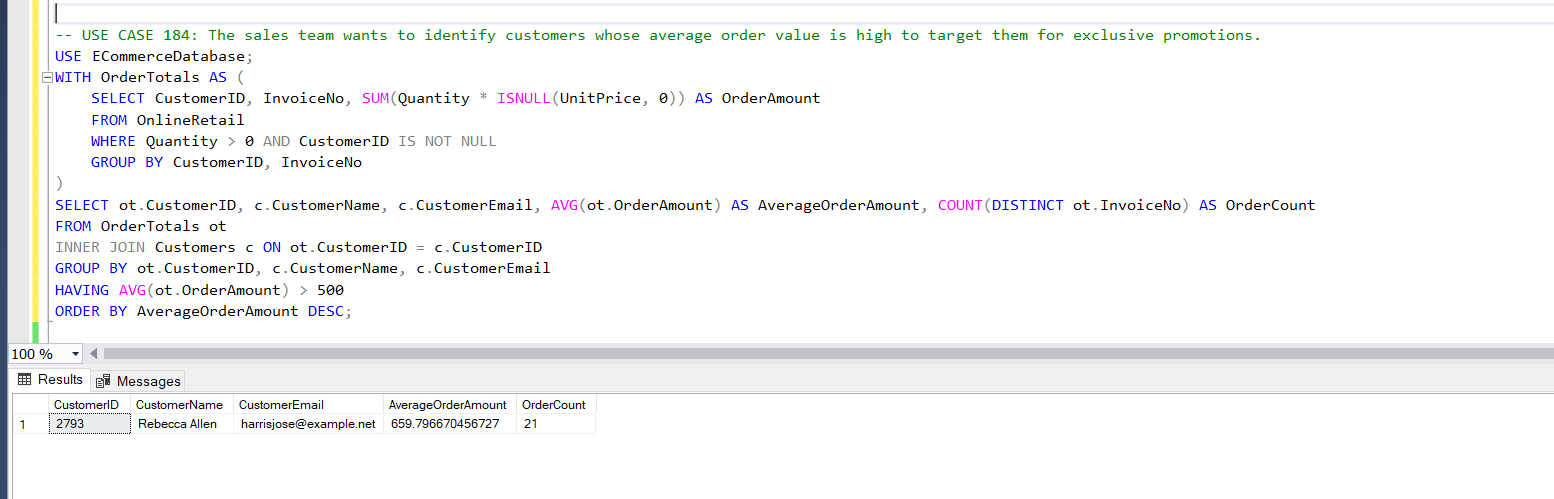 -- USE CASE 184: The sales team wants to identify customers whose average order value is high to target them for exclusive promotions.
USE ECommerceDatabase;
WITH OrderTotals AS (
    SELECT CustomerID, InvoiceNo, SUM(Quantity * ISNULL(UnitPrice, 0)) AS OrderAmount
    FROM OnlineRetail
    WHERE Quantity > 0 AND CustomerID IS NOT NULL
    GROUP BY CustomerID, InvoiceNo
)
SELECT ot.CustomerID, c.CustomerName, c.CustomerEmail, AVG(ot.OrderAmount) AS AverageOrderAmount, COUNT(DISTINCT ot.InvoiceNo) AS OrderCount
FROM OrderTotals ot
INNER JOIN Customers c ON ot.CustomerID = c.CustomerID
GROUP BY ot.CustomerID, c.CustomerName, c.CustomerEmail
HAVING AVG(ot.OrderAmount) > 500
ORDER BY AverageOrderAmount DESC;
100 %
Results Messages
CustomerID CustomerName CustomerEmail AverageOrderAmount OrderCount
1 2793 Rebecca Allen harrisjose@example.net 659.796670456727 21